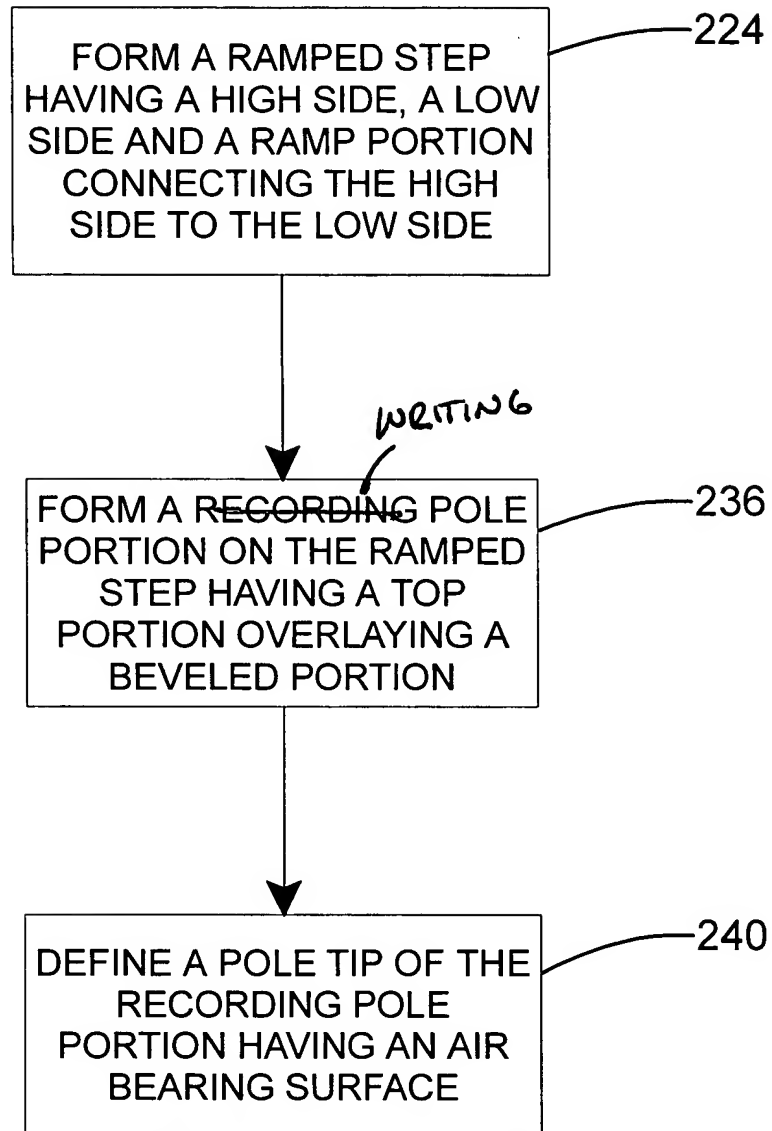 FORM A RAMPED STEP
HAVING A HIGH SIDE, A LOW
SIDE AND A RAMP PORTION
CONNECTING THE HIGH
SIDE TO THE LOW SIDE
224
WRITING
FORM A RECORDING POLE
PORTION ON THE RAMPED
STEP HAVING A TOP
PORTION OVERLAYING A
BEVELED PORTION
236
DEFINE A POLE TIP OF THE
RECORDING POLE
PORTION HAVING AN AIR
BEARING SURFACE
240